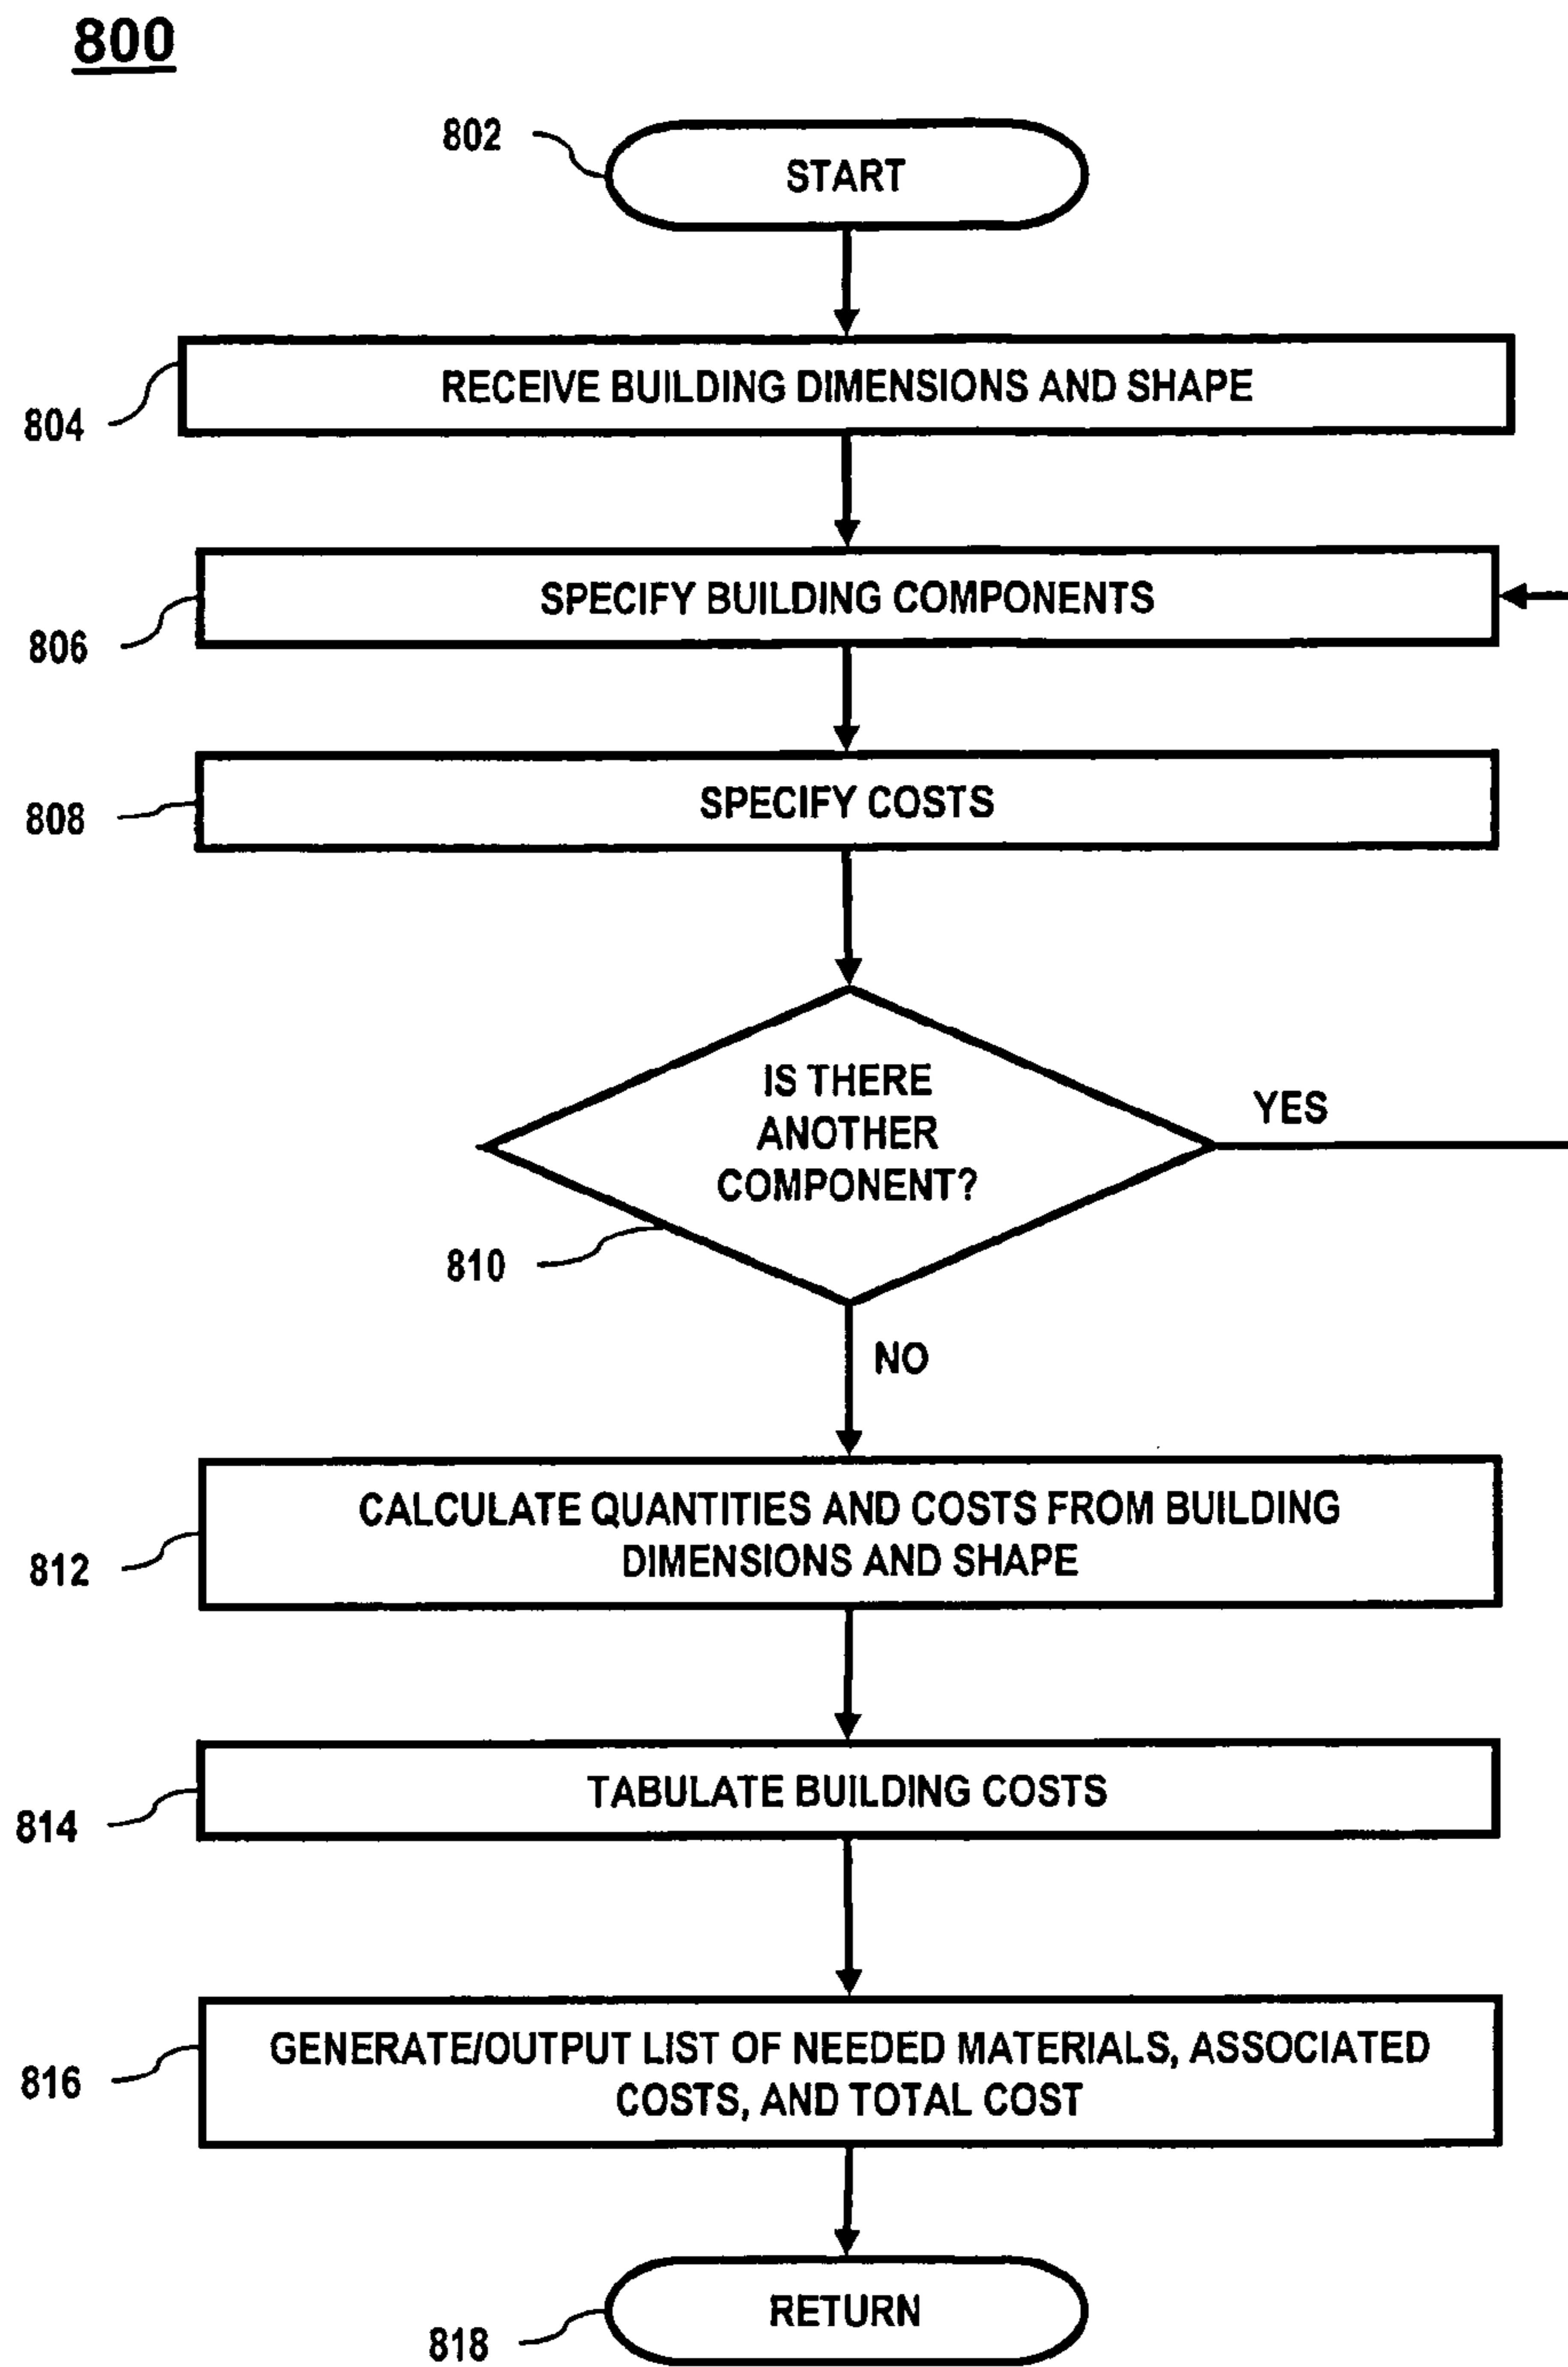 800
802
START
RECEIVE BUILDING DIMENSIONS AND SHAPE
804
SPECIFY BUILDING COMPONENTS
806
SPECIFY COSTS
808
IS THERE
ANOTHER
COMPONENT?
YES
810
NO
CALCULATE QUANTITIES AND COSTS FROM BUILDING
DIMENSIONS AND SHAPE
812
TABULATE BUILDING COSTS
814
GENERATE/OUTPUT LIST OF NEEDED MATERIALS, ASSOCIATED
COSTS, AND TOTAL COST
816
RETURN
818